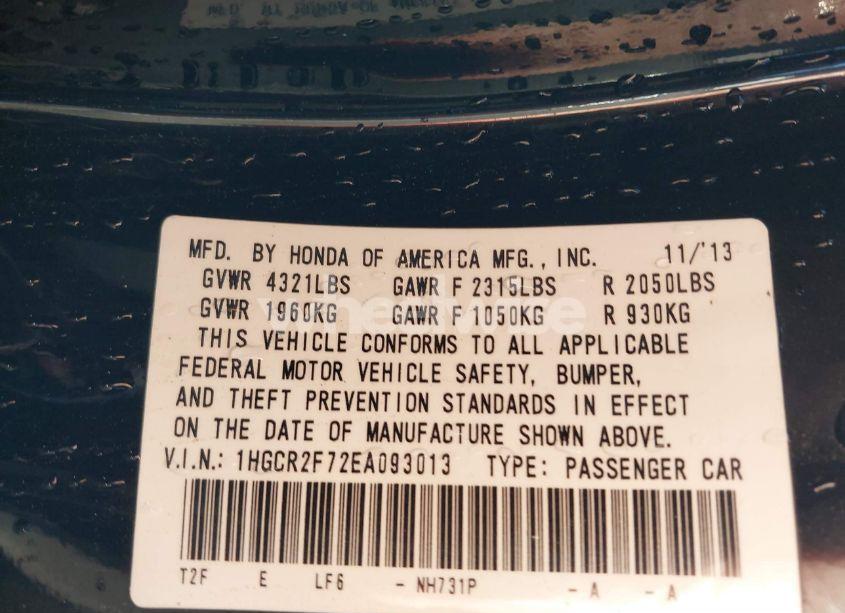 MFD. BY HONDA OF AMERICA MFG., INC. 11/'13
GVWR 4321LBS GAWR F 2315LBS R 2050LBS
GVWR 1960KG GAWR F 1050KG R 930KG
THIS VEHICLE CONFORMS TO ALL APPLICABLE
FEDERAL MOTOR VEHICLE SAFETY, BUMPER,
AND THEFT PREVENTION STANDARDS IN EFFECT
ON THE DATE OF MANUFACTURE SHOWN ABOVE.
V.I.N.: 1HGCR2F72EA093013 TYPE: PASSENGER CAR
T2F E LF6 - NH731P - A - A